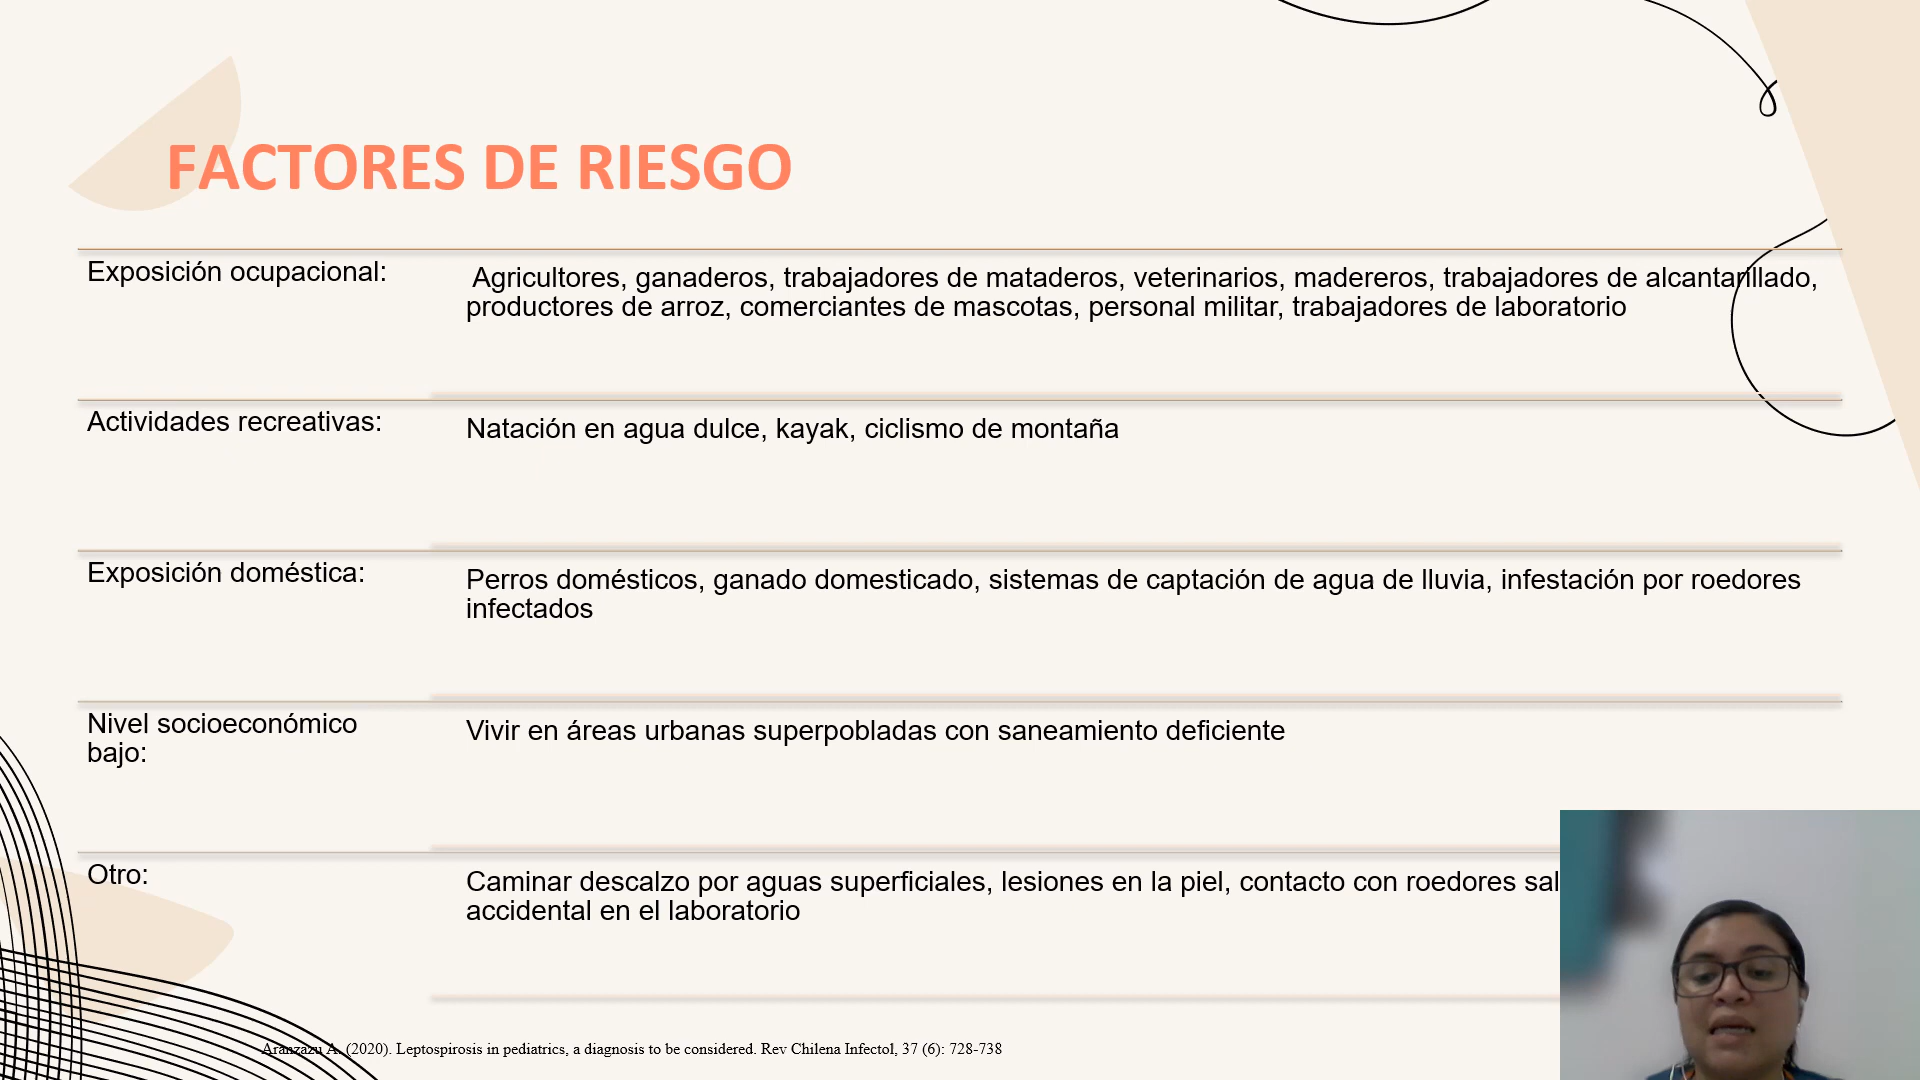 FACTORES DE RIESGO
Exposición ocupacional:
Agricultores, ganaderos, trabajadores de mataderos, veterinarios, madereros, trabajadores de alcantarillado,
productores de arroz, comerciantes de mascotas, personal militar, trabajadores de laboratorio
Actividades recreativas:
Natación en agua dulce, kayak, ciclismo de montaña
Exposición doméstica:
Perros domésticos, ganado domesticado, sistemas de captación de agua de lluvia, infestación por roedores
infectados
Nivel socioeconómico
bajo:
Vivir en áreas urbanas superpobladas con saneamiento deficiente
Otro:
Caminar descalzo por aguas superficiales, lesiones en la piel, contacto con roedores
accidental en el laboratorio
Aranzazu A. (2020). Leptospirosis in pediatrics, a diagnosis to be considered. Rev Chilena Infectol, 37 (6): 728-738